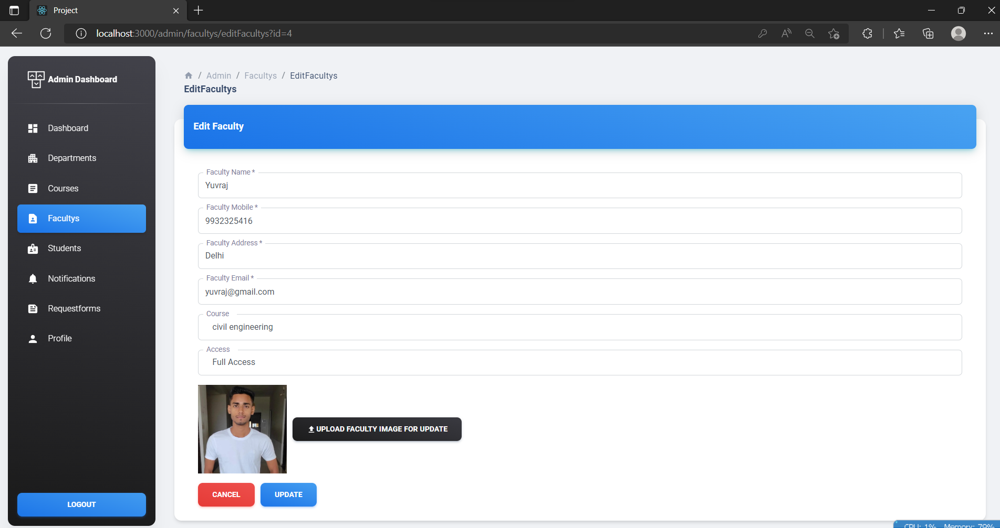 Project
localhost:3000/admin/facultys/editFacultys?id=4
Admin Dashboard
Dashboard
Departments
Courses
Facultys
Students
Notifications
Requestforms
Profile
LOGOUT
/ Admin / Facultys / EditFacultys
EditFacultys
Edit Faculty
Faculty Name *
Yuvraj
Faculty Mobile *
9932325416
Faculty Address *
Delhi
Faculty Email *
yuvraj@gmail.com
Course
civil engineering
Access
Full Access
UPLOAD FACULTY IMAGE FOR UPDATE
CANCEL UPDATE
CPU: 1% Memory: 79%